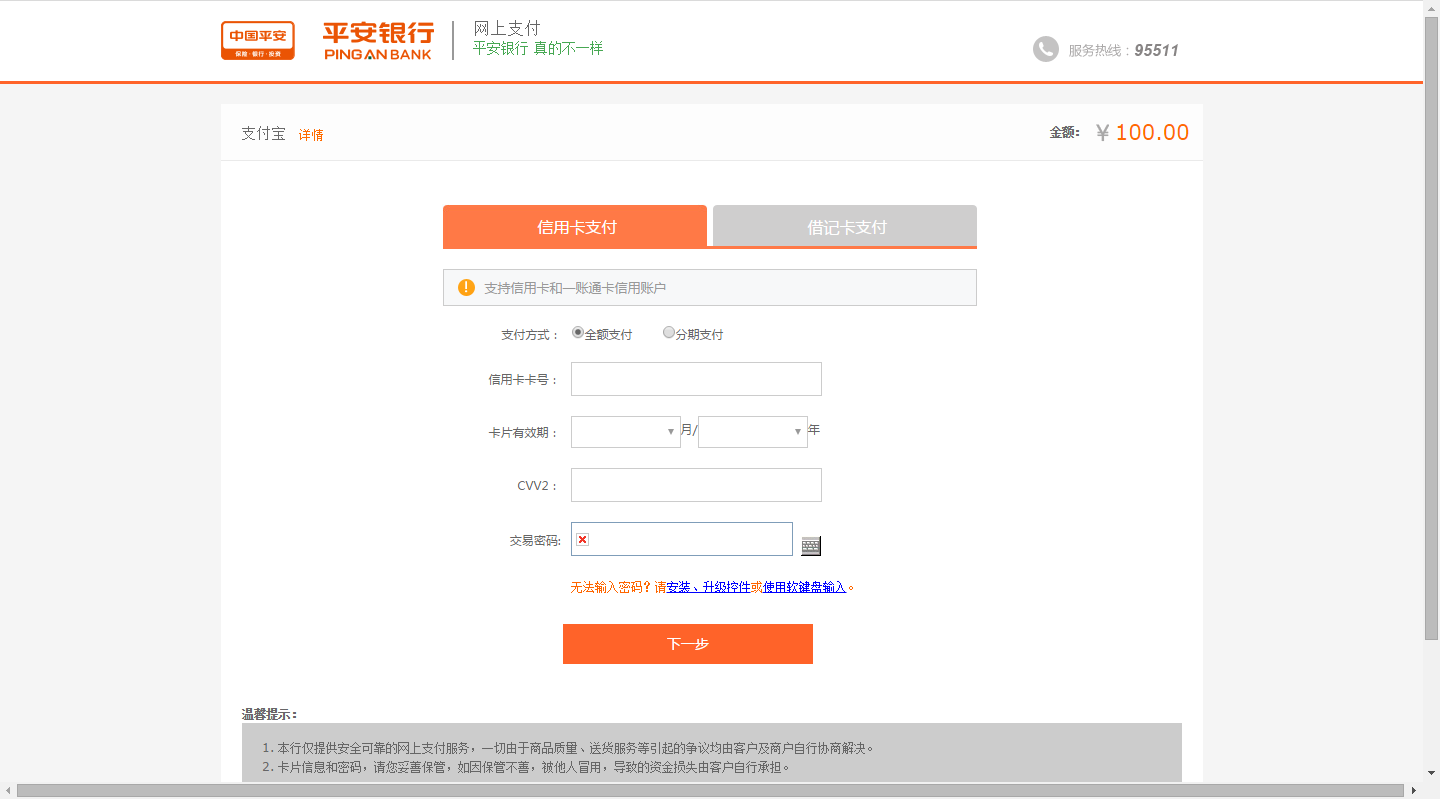 中国平安
保险·银行·投资
平安银行
PING AN BANK
网上支付
平安银行 真的不一样
服务热线：95511
支付宝 详情
金额： ￥100.00
信用卡支付 借记卡支付
支持信用卡和一账通卡信用账户
支付方式： 全额支付 分期支付
信用卡卡号：
卡片有效期： 月/ 年
CVV2：
交易密码:
无法输入密码？请安装、升级控件或使用软键盘输入。
下一步
温馨提示：
1. 本行仅提供安全可靠的网上支付服务，一切由于商品质量、送货服务等引起的争议均由客户及商户自行协商解决。
2. 卡片信息和密码，请您妥善保管，如因保管不善，被他人冒用，导致的资金损失由客户自行承担。